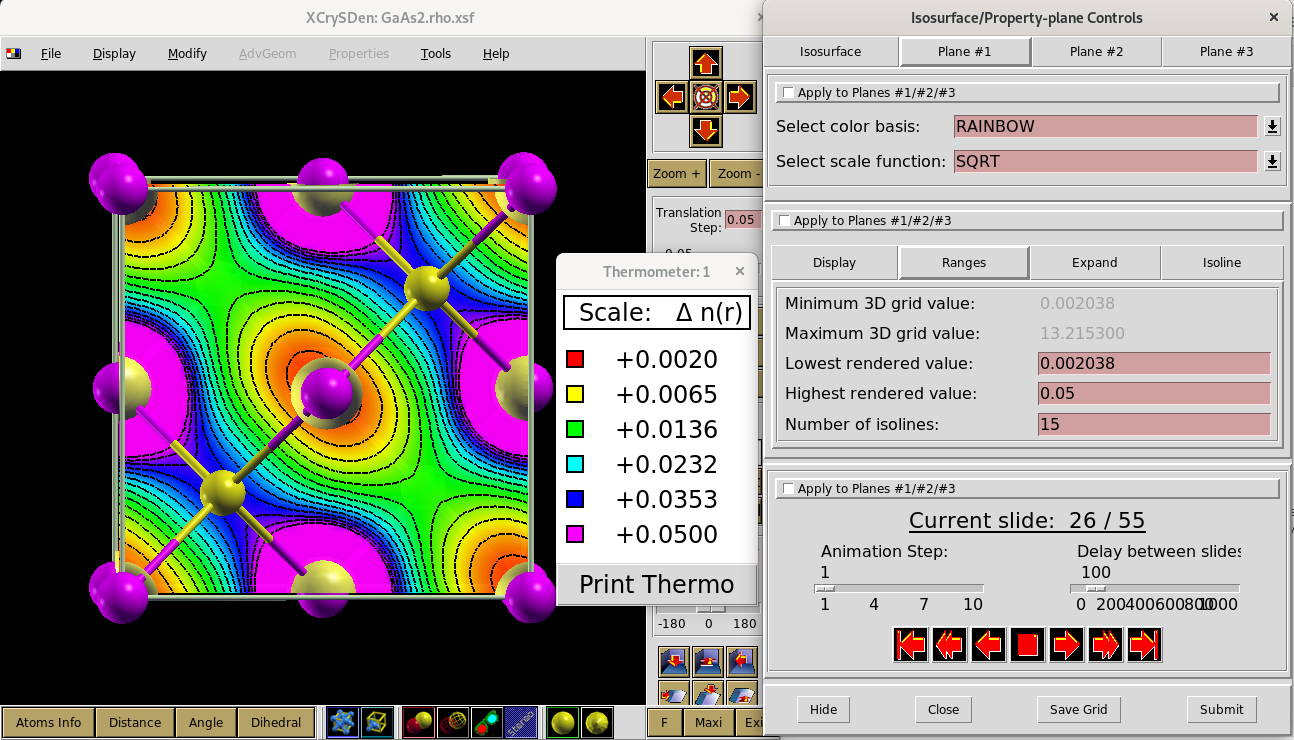 XCrySDen: GaAs2.rho.xsf
File Display Modify AdvGeom Properties Tools Help
Zoom + Zoom -
Translation
Step: 0.05
Thermometer: 1
Scale: Δ n(r)
+0.0020
+0.0065
+0.0136
+0.0232
+0.0353
+0.0500
Print Thermo
-180 0 180
Atoms Info Distance Angle Dihedral Stereo F Maxi Exi
Isosurface/Property-plane Controls
Isosurface Plane #1 Plane #2 Plane #3
Apply to Planes #1/#2/#3
Select color basis: RAINBOW
Select scale function: SQRT
Apply to Planes #1/#2/#3
Display Ranges Expand Isoline
Minimum 3D grid value: 0.002038
Maximum 3D grid value: 13.215300
Lowest rendered value: 0.002038
Highest rendered value: 0.05
Number of isolines: 15
Apply to Planes #1/#2/#3
Current slide: 26 / 55
Animation Step: Delay between slides
1 100
1 4 7 10 0 200 400 600 800 1000
Hide Close Save Grid Submit